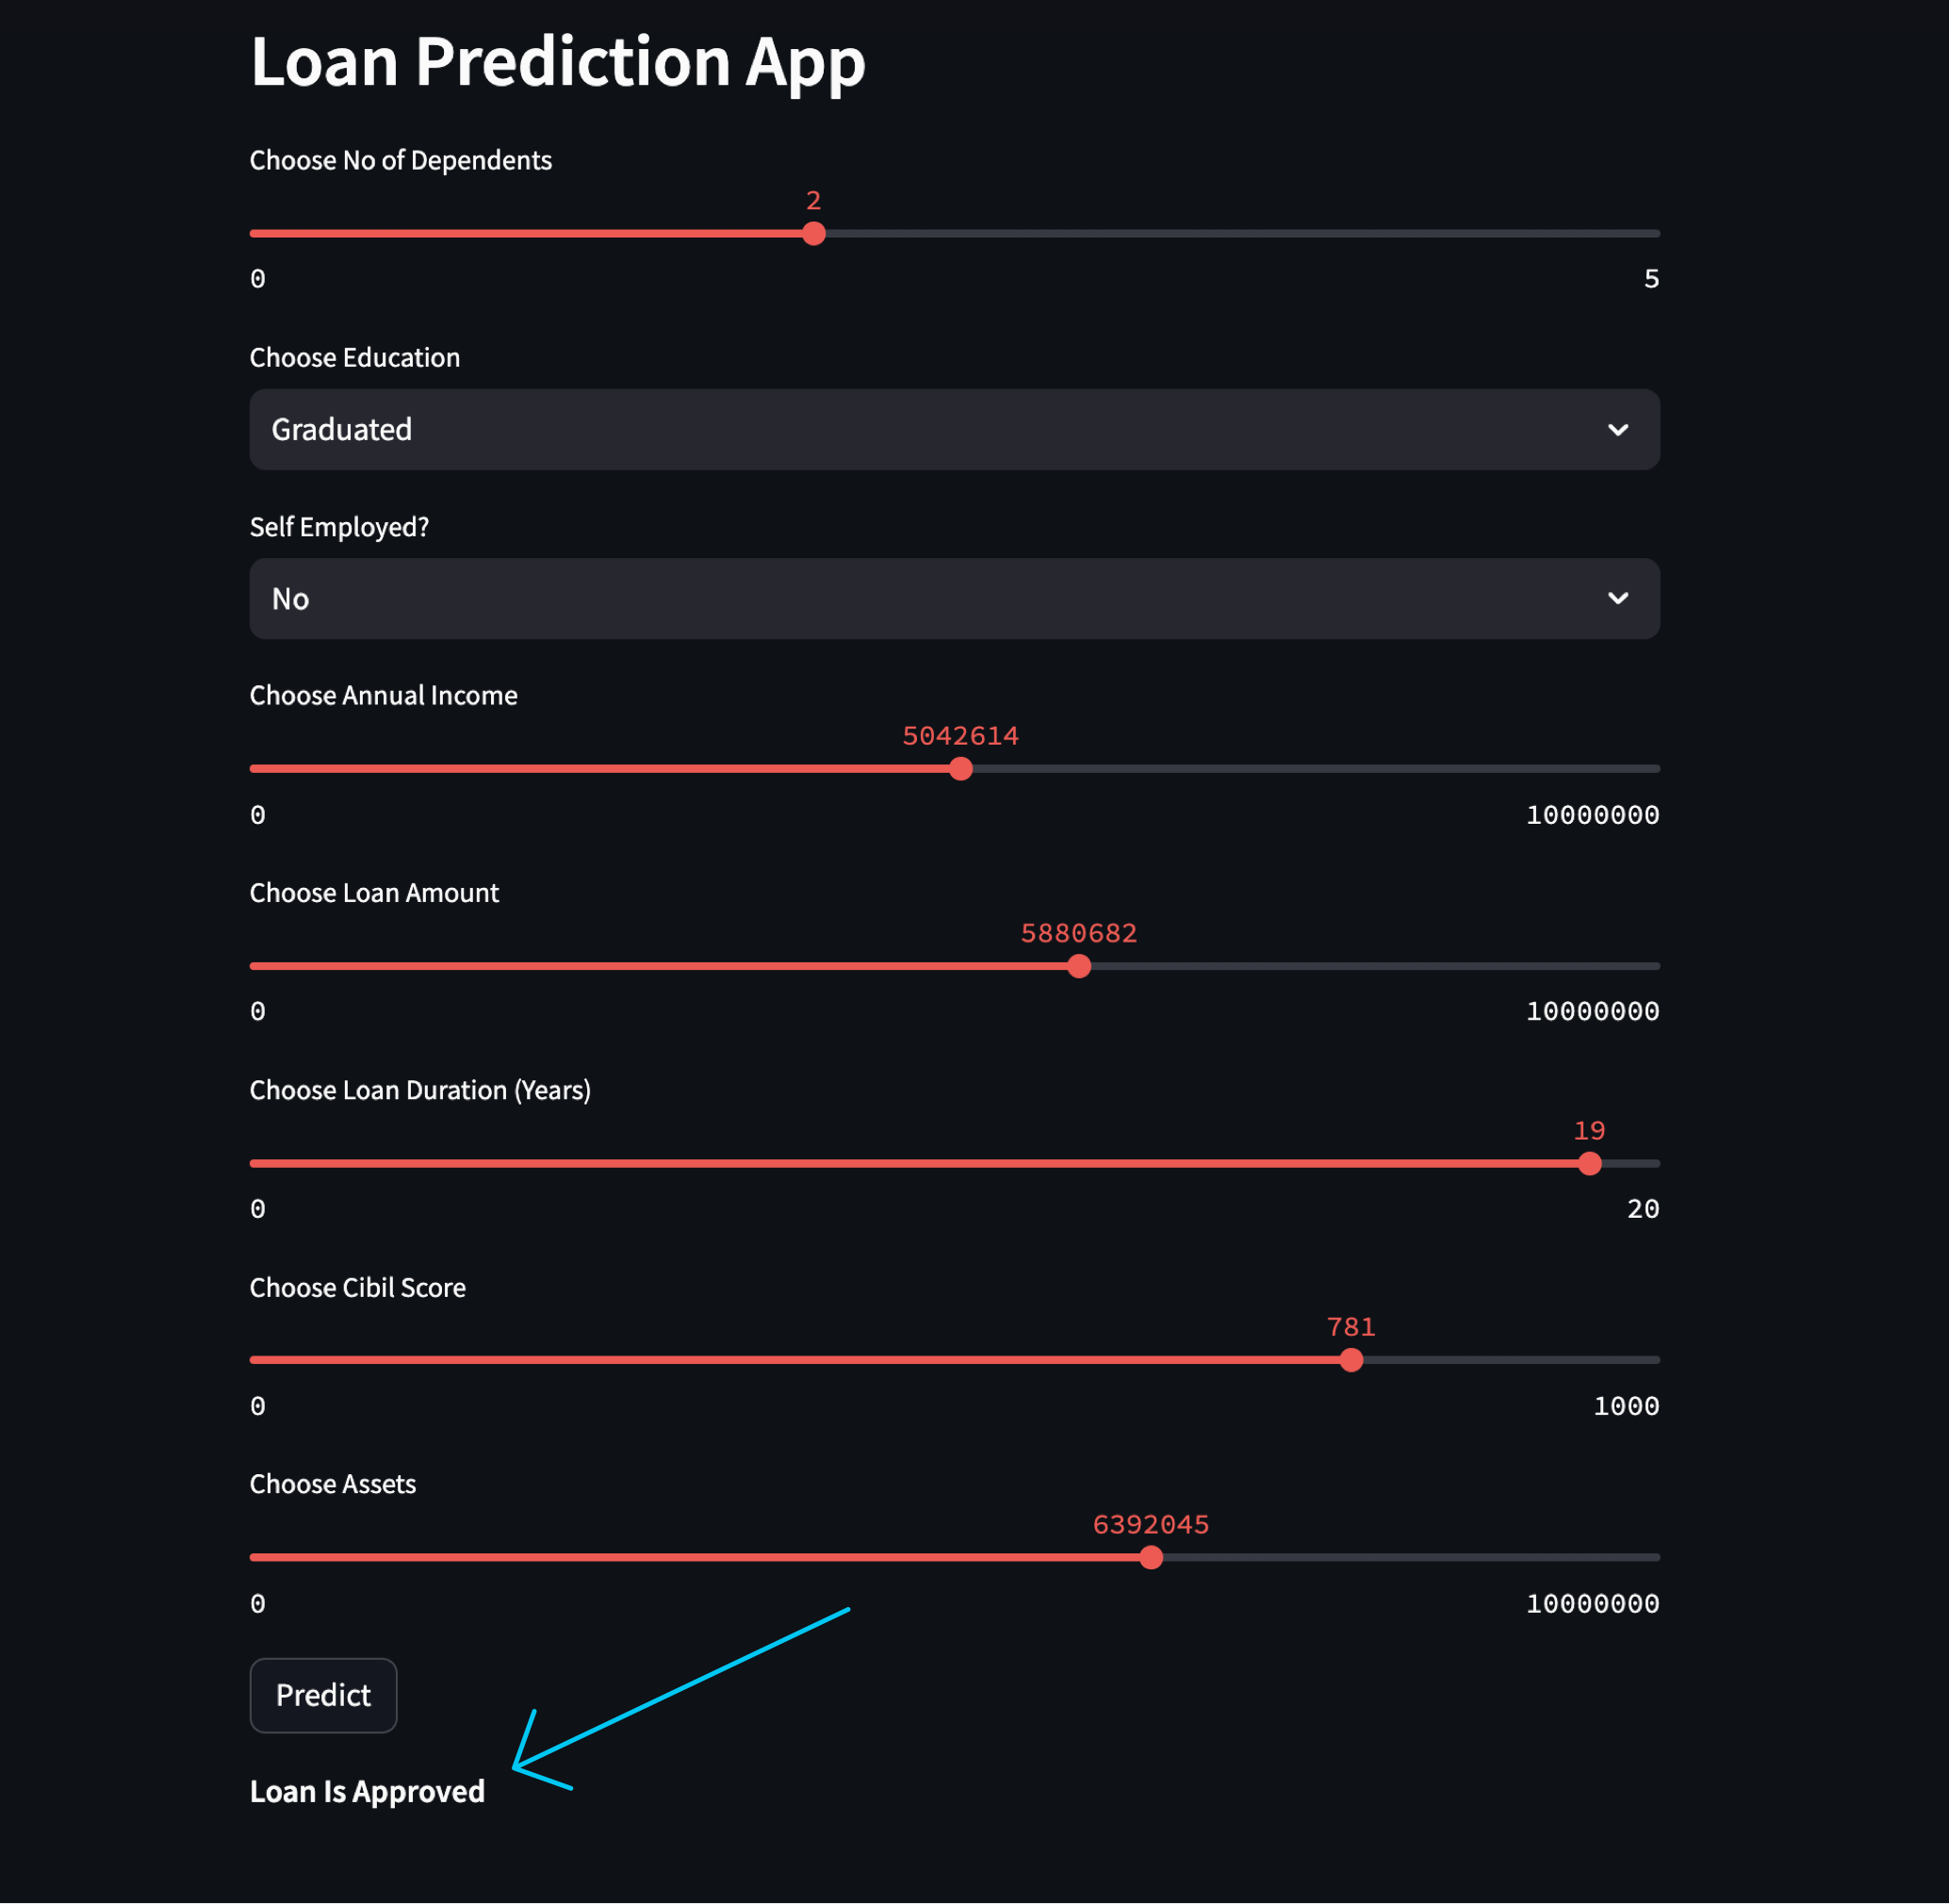 Loan Prediction App
Choose No of Dependents
2
0 5
Choose Education
Graduated
Self Employed?
No
Choose Annual Income
5042614
0 10000000
Choose Loan Amount
5880682
0 10000000
Choose Loan Duration (Years)
19
0 20
Choose Cibil Score
781
0 1000
Choose Assets
6392045
0 10000000
Predict
Loan Is Approved